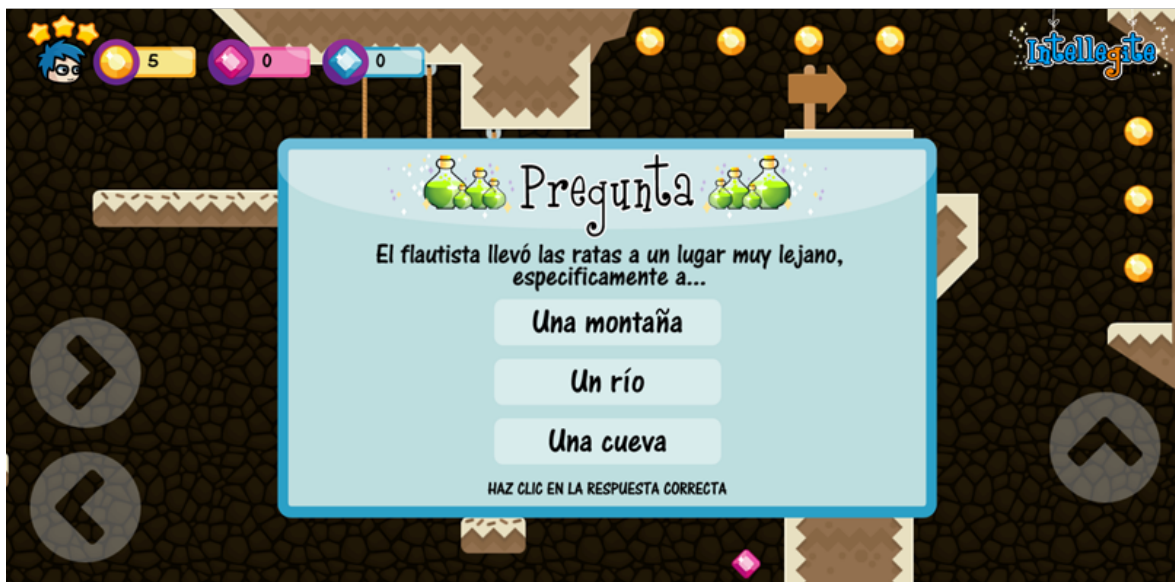 5
0
0
Intellegite
Pregunta
El flautista llevó las ratas a un lugar muy lejano,
especificamente a...
Una montaña
Un río
Una cueva
HAZ CLIC EN LA RESPUESTA CORRECTA